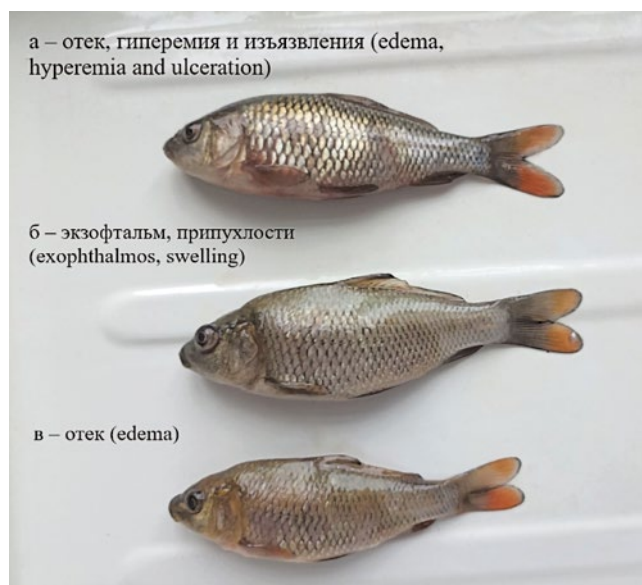 а – отек, гиперемия и изъязвления (edema,
hyperemia and ulceration)
б – экзофтальм, припухлости
(exophthalmos, swelling)
в – отек (edema)